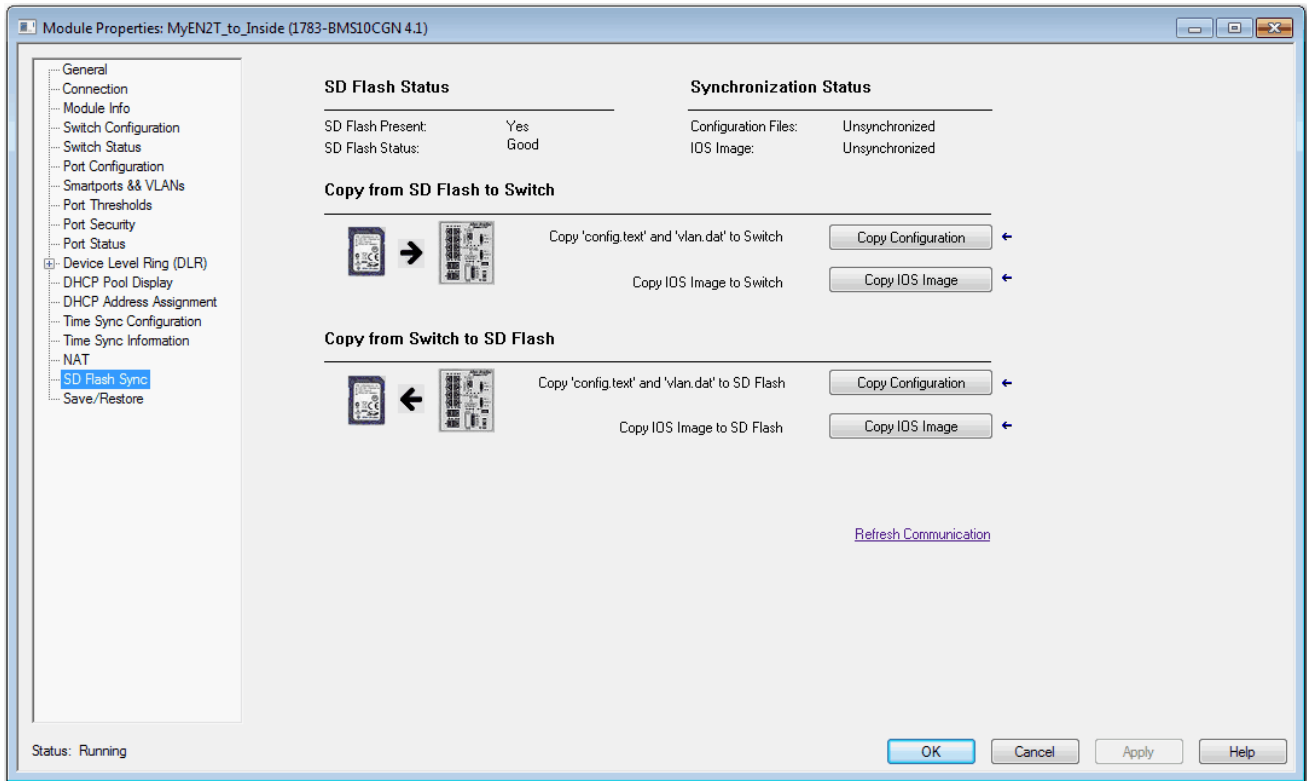 Module Properties: MyEN2T_to_Inside (1783-BMS10CGN 4.1)
General
Connection
Module Info
Switch Configuration
Switch Status
Port Configuration
Smartports && VLANs
Port Thresholds
Port Security
Port Status
Device Level Ring (DLR)
DHCP Pool Display
DHCP Address Assignment
Time Sync Configuration
Time Sync Information
NAT
SD Flash Sync
Save/Restore
SD Flash Status
SD Flash Present: Yes
SD Flash Status: Good
Synchronization Status
Configuration Files: Unsynchronized
IOS Image: Unsynchronized
Copy from SD Flash to Switch
Copy 'config.text' and 'vlan.dat' to Switch Copy Configuration
Copy IOS Image to Switch Copy IOS Image
Copy from Switch to SD Flash
Copy 'config.text' and 'vlan.dat' to SD Flash Copy Configuration
Copy IOS Image to SD Flash Copy IOS Image
Refresh Communication
Status: Running
OK Cancel Apply Help